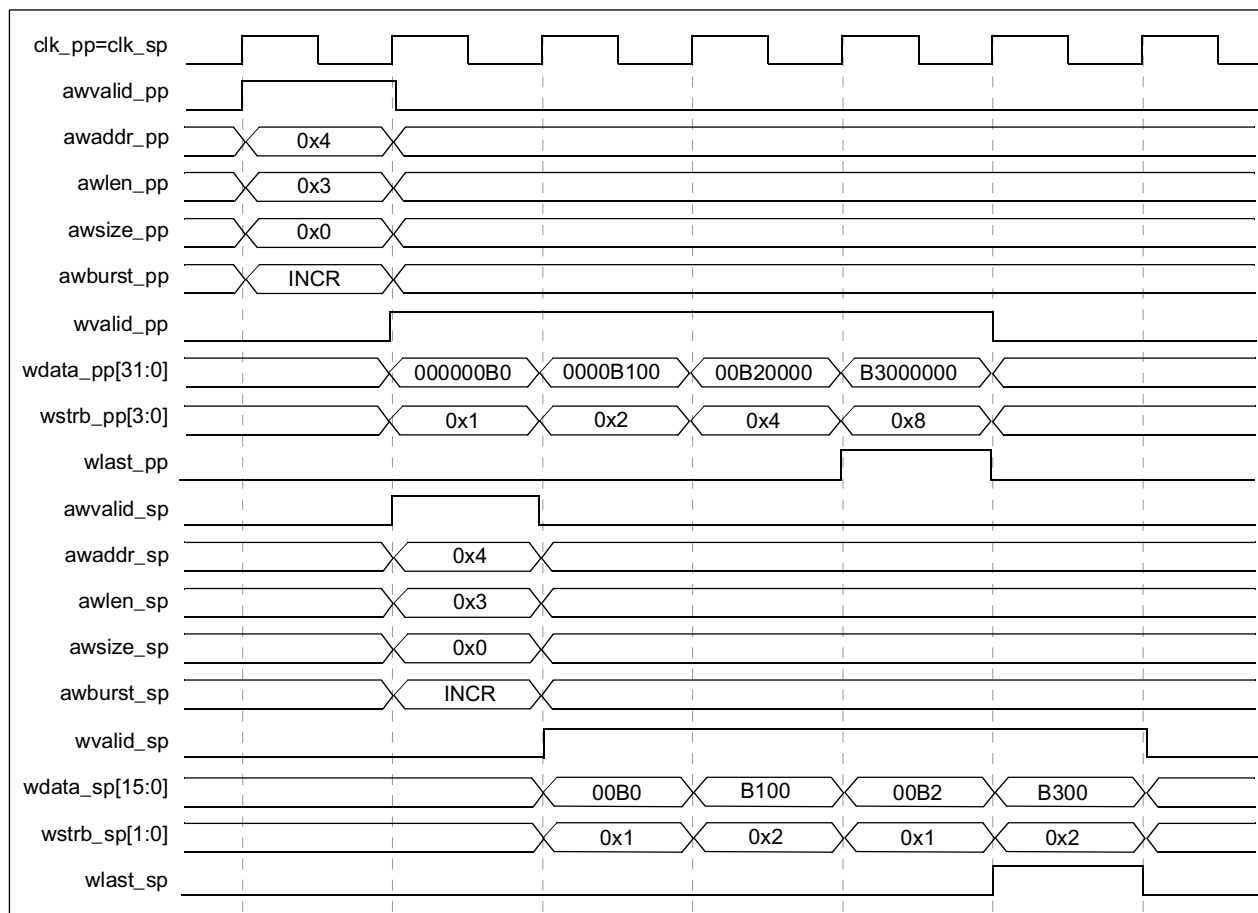 clk_pp=clk_sp
awvalid_pp
awaddr_pp 0x4
awlen_pp 0x3
awsize_pp 0x0
awburst_pp INCR
wvalid_pp
wdata_pp[31:0] 000000B0 0000B100 00B20000 B3000000
wstrb_pp[3:0] 0x1 0x2 0x4 0x8
wlast_pp
awvalid_sp
awaddr_sp 0x4
awlen_sp 0x3
awsize_sp 0x0
awburst_sp INCR
wvalid_sp
wdata_sp[15:0] 00B0 B100 00B2 B300
wstrb_sp[1:0] 0x1 0x2 0x1 0x2
wlast_sp